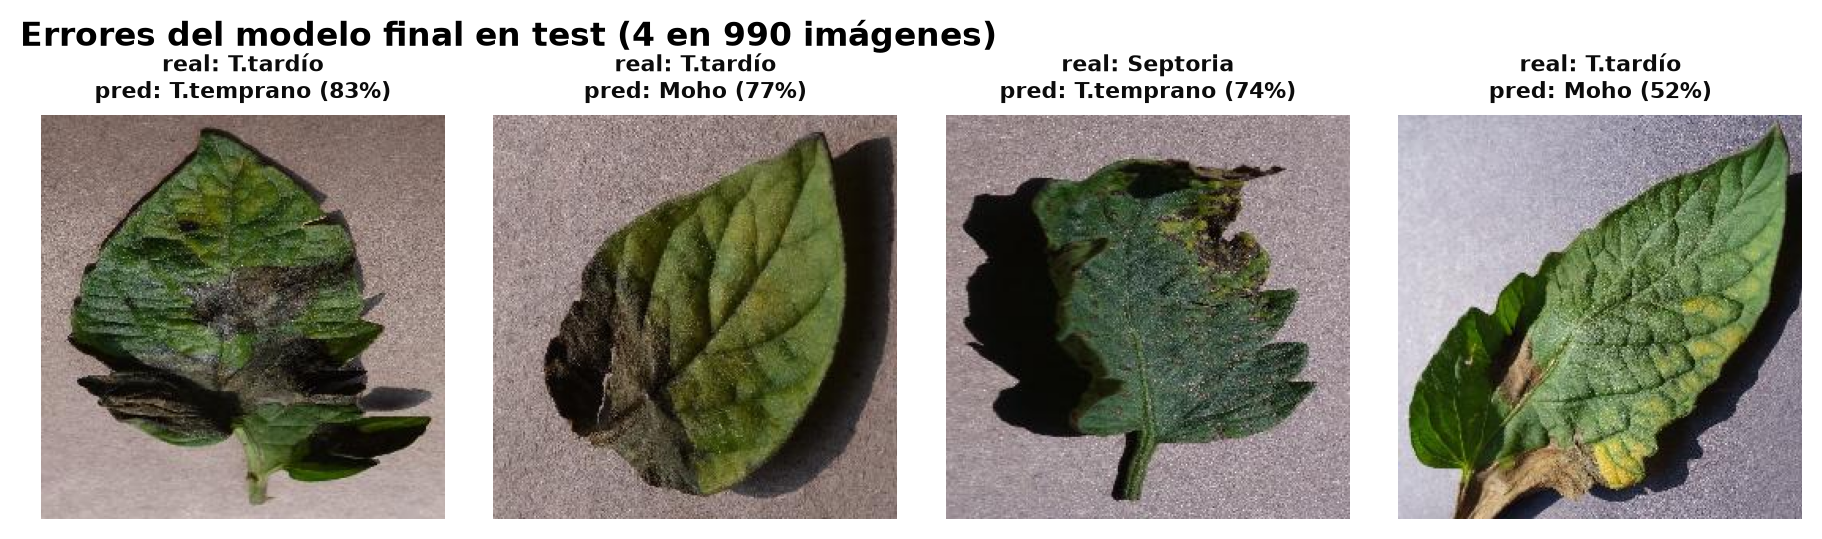 Errores del modelo final en test (4 en 990 imágenes)
real: T.tardío
pred: T.temprano (83%)
real: T.tardío
pred: Moho (77%)
real: Septoria
pred: T.temprano (74%)
real: T.tardío
pred: Moho (52%)